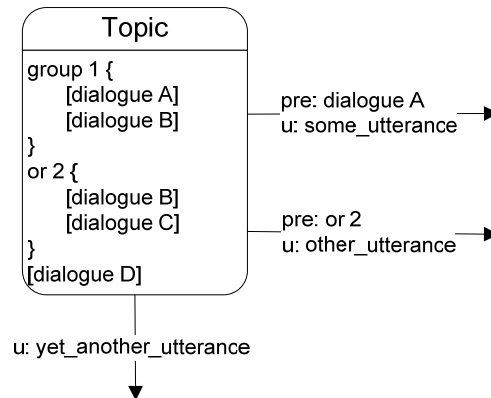 Topic
group 1 {
[dialogue A]
[dialogue B]
}
or 2 {
[dialogue B]
[dialogue C]
}
[dialogue D]
pre: dialogue A
u: some_utterance
pre: or 2
u: other_utterance
u: yet_another_utterance